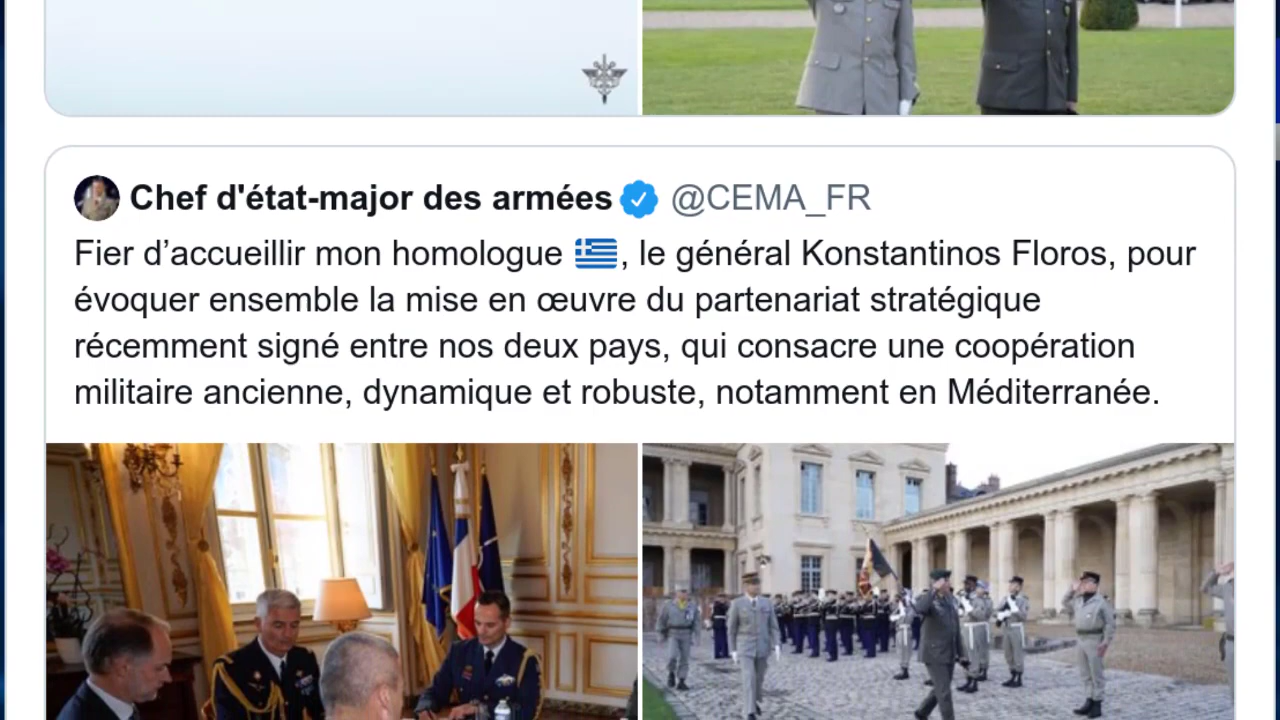 Chef d'état-major des armées @CEMA_FR
Fier d’accueillir mon homologue 🇬🇷, le général Konstantinos Floros, pour
évoquer ensemble la mise en œuvre du partenariat stratégique
récemment signé entre nos deux pays, qui consacre une coopération
militaire ancienne, dynamique et robuste, notamment en Méditerranée.